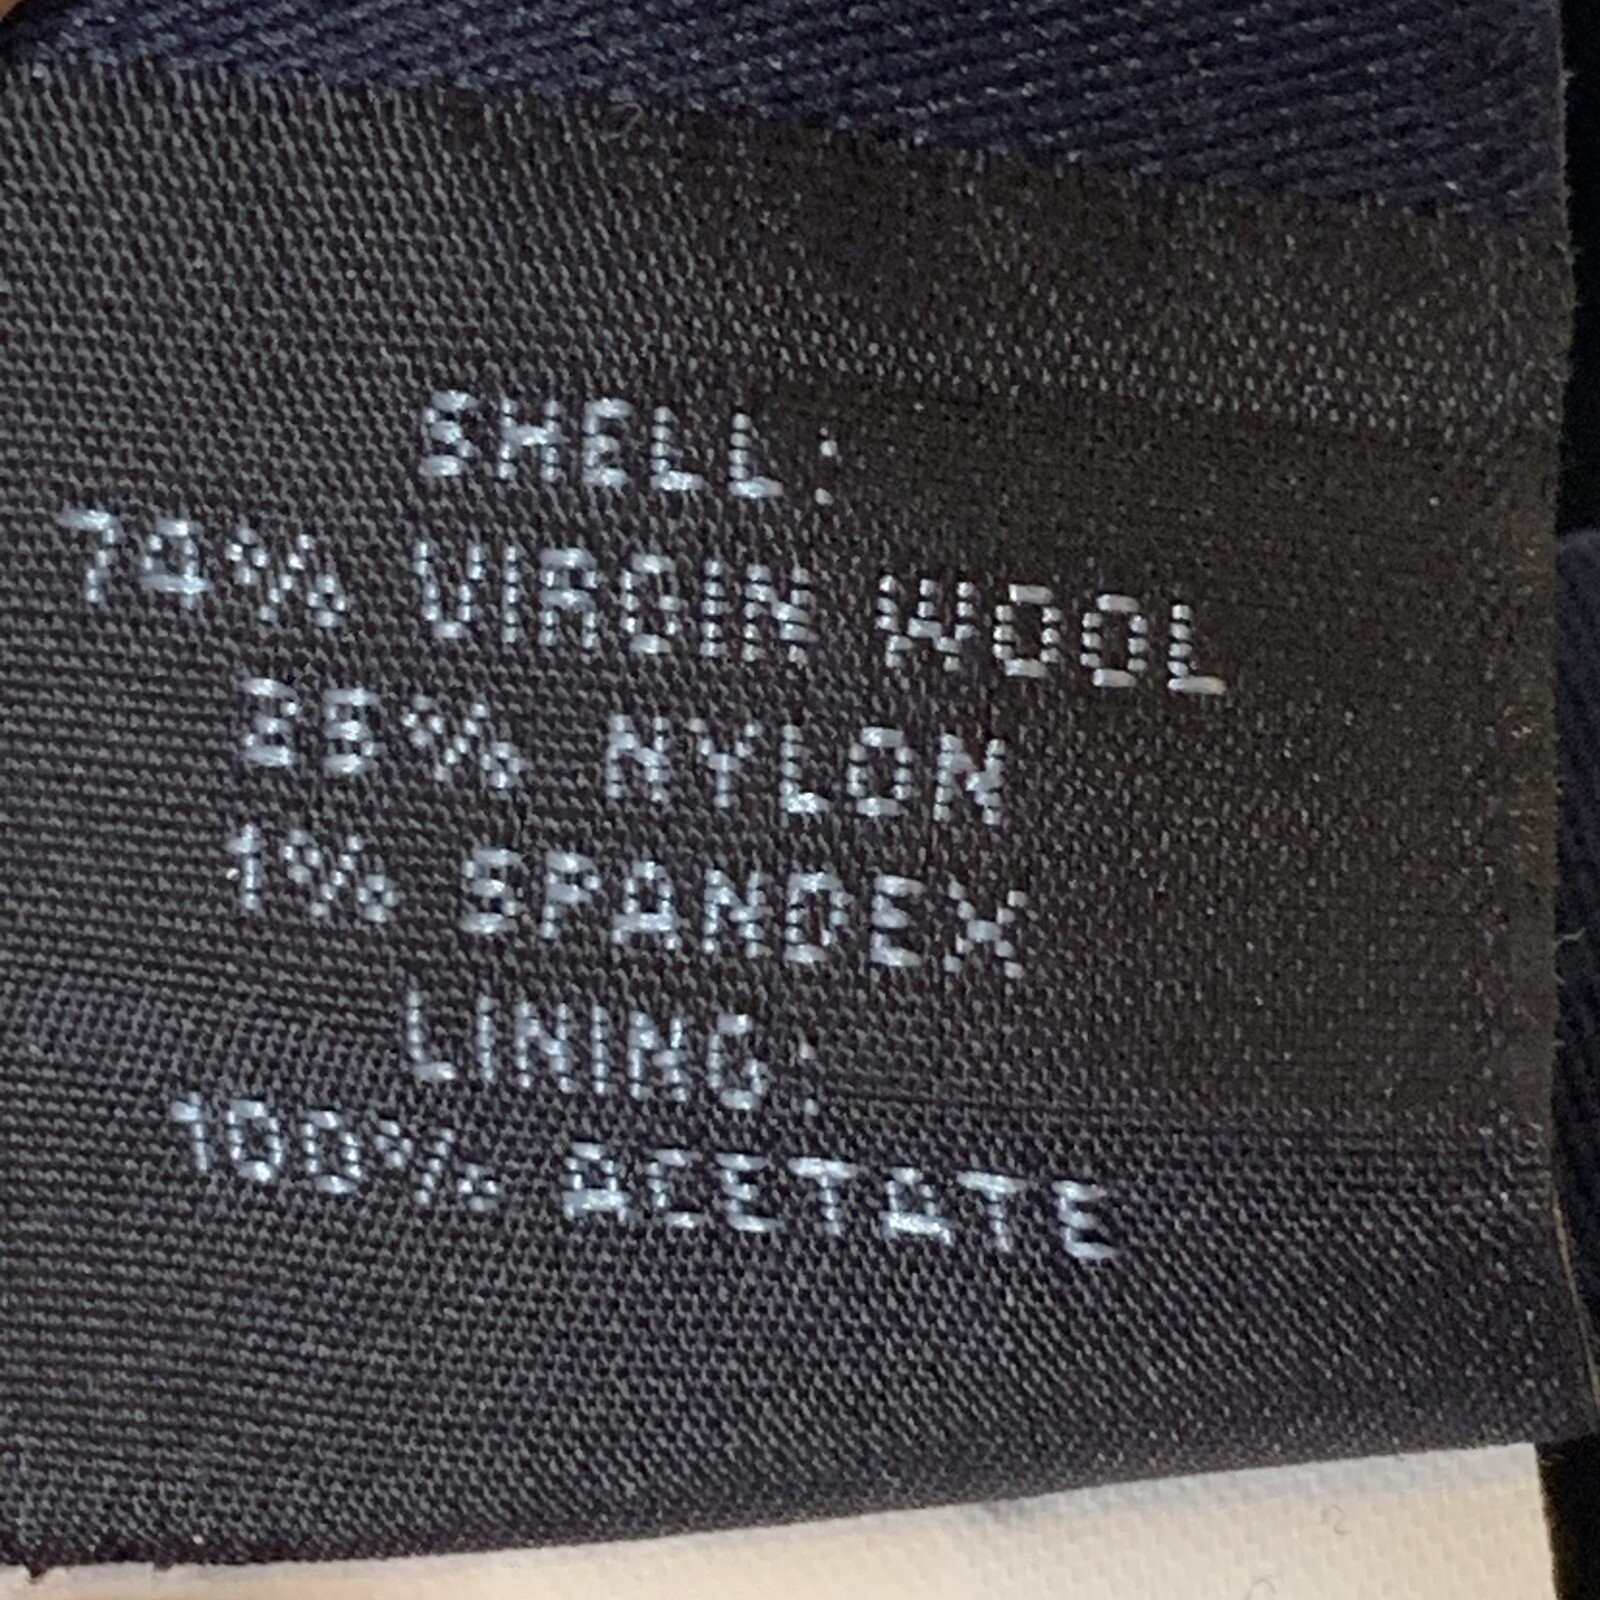 SHELL:
74% VIRGIN WOOL
25% NYLON
1% SPANDEX
LINING:
100% ACETATE